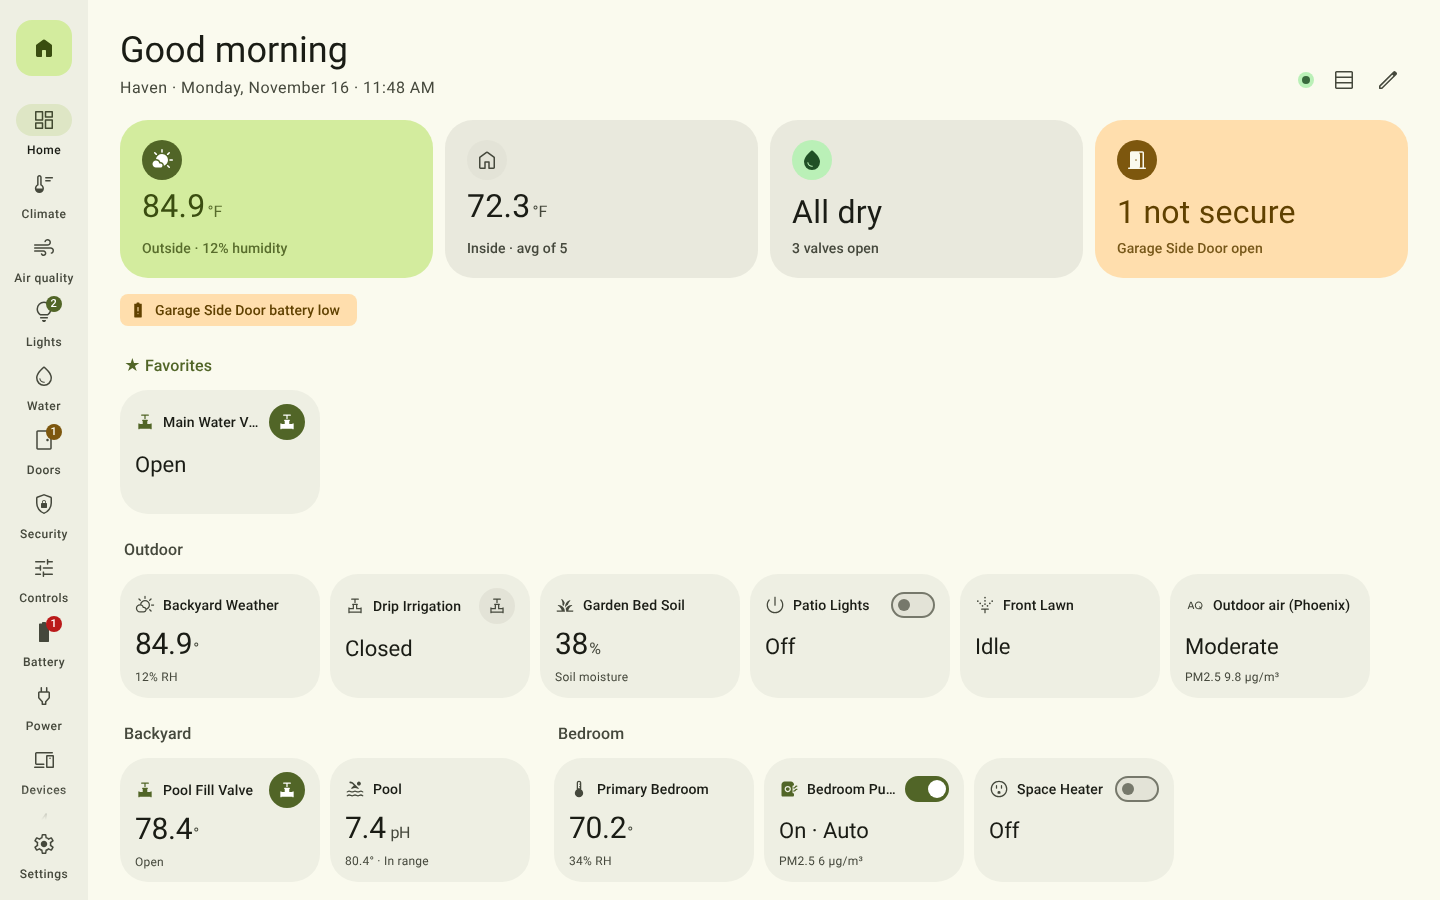 Good morning
Haven · Monday, November 16 · 11:48 AM
Home
Climate
Air quality
2
Lights
Water
1
Doors
Security
Controls
1
Battery
Power
Devices
Settings
84.9 °F
Outside · 12% humidity
72.3 °F
Inside · avg of 5
All dry
3 valves open
1 not secure
Garage Side Door open
Garage Side Door battery low
★ Favorites
Main Water V...
Open
Outdoor
Backyard Weather
84.9°
12% RH
Drip Irrigation
Closed
Garden Bed Soil
38%
Soil moisture
Patio Lights
Off
Front Lawn
Idle
AQ Outdoor air (Phoenix)
Moderate
PM2.5 9.8 µg/m³
Backyard
Pool Fill Valve
78.4°
Open
Pool
7.4 pH
80.4° · In range
Bedroom
Primary Bedroom
70.2°
34% RH
Bedroom Pu...
On · Auto
PM2.5 6 µg/m³
Space Heater
Off